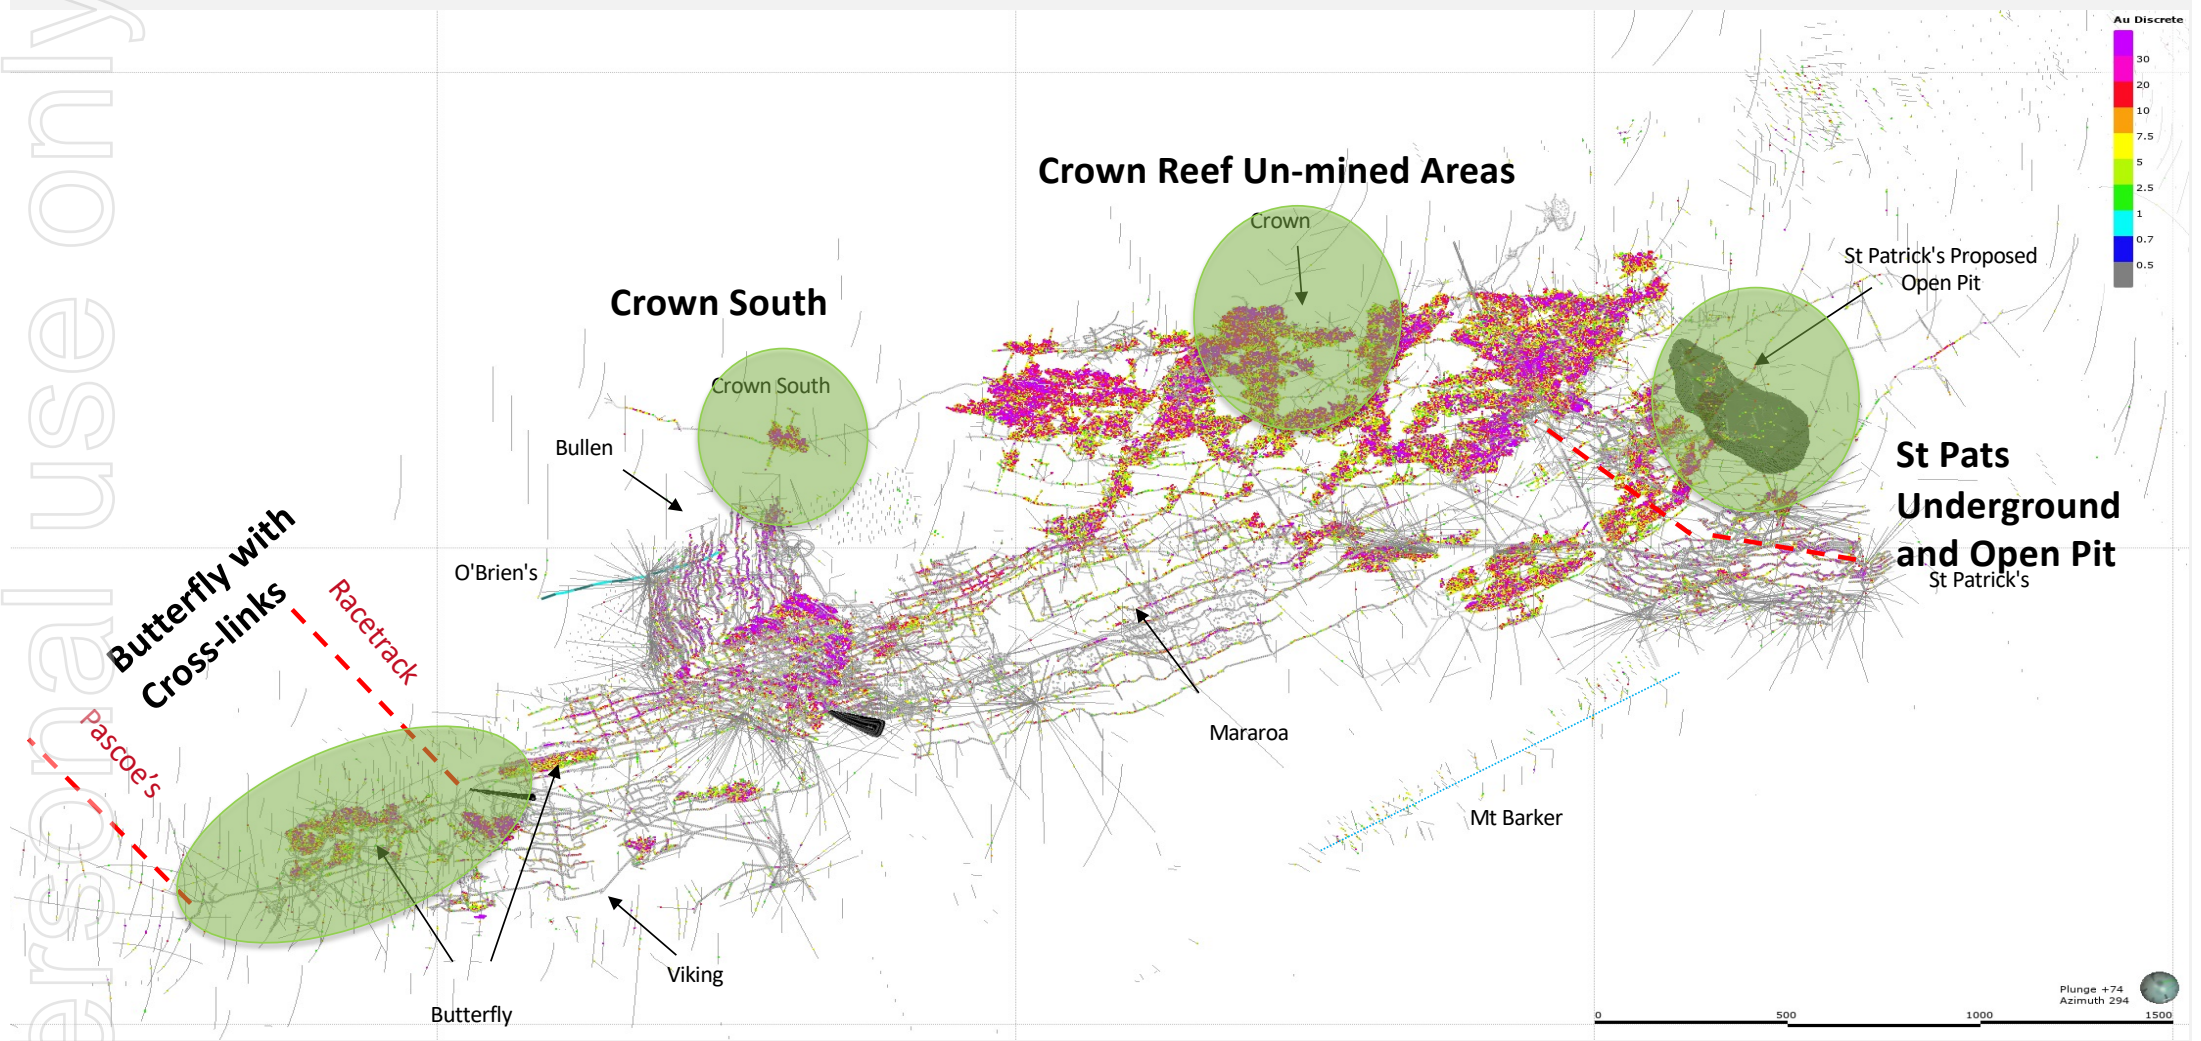 ersonal use only
Au Discrete
30
20
10
7.5
5
2.5
1
0.7
0.5
Crown Reef Un-mined Areas
Crown
St Patrick's Proposed
Open Pit
Crown South
Crown South
Bullen
St Pats
Underground
and Open Pit
St Patrick's
O'Brien's
Butterfly with
Cross-links
Racetrack
Pascoe's
Mararoa
Mt Barker
Viking
Butterfly
Plunge +74
Azimuth 294
0
500
1000
1500